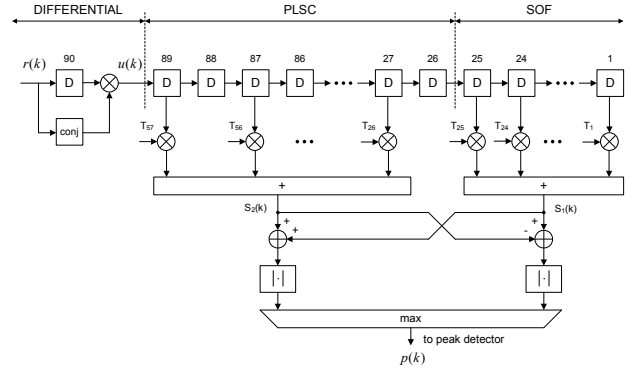 DIFFERENTIAL PLSC SOF
r(k) 90 u(k) 89 88 87 86 27 26 25 24 1
D D D D D ••• D D D D ••• D
conj
T57 T56 ••• T26 T25 T24 ••• T1
+ +
S2(k) S1(k)
+ + + -
|·| |·|
max
to peak detector
p(k)